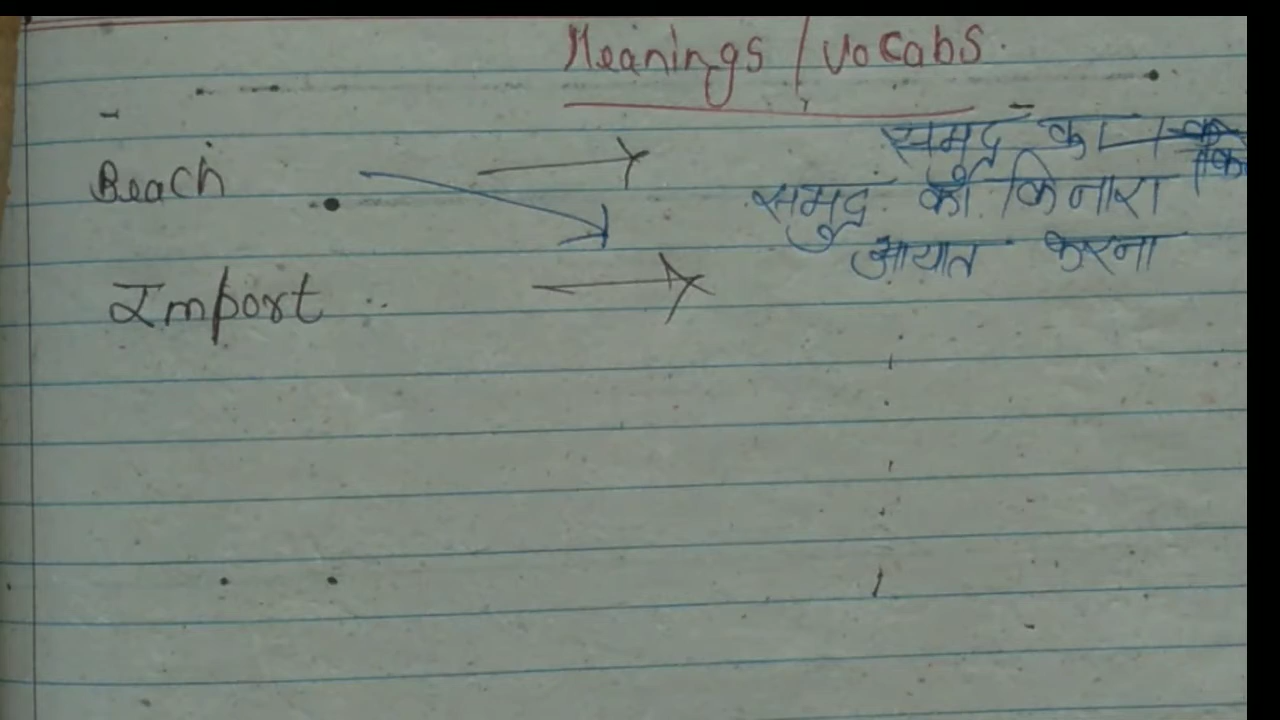 Meanings / Vocabs.
समुद्र का
Beach → समुद्र का किनारा
Import → आयात करना